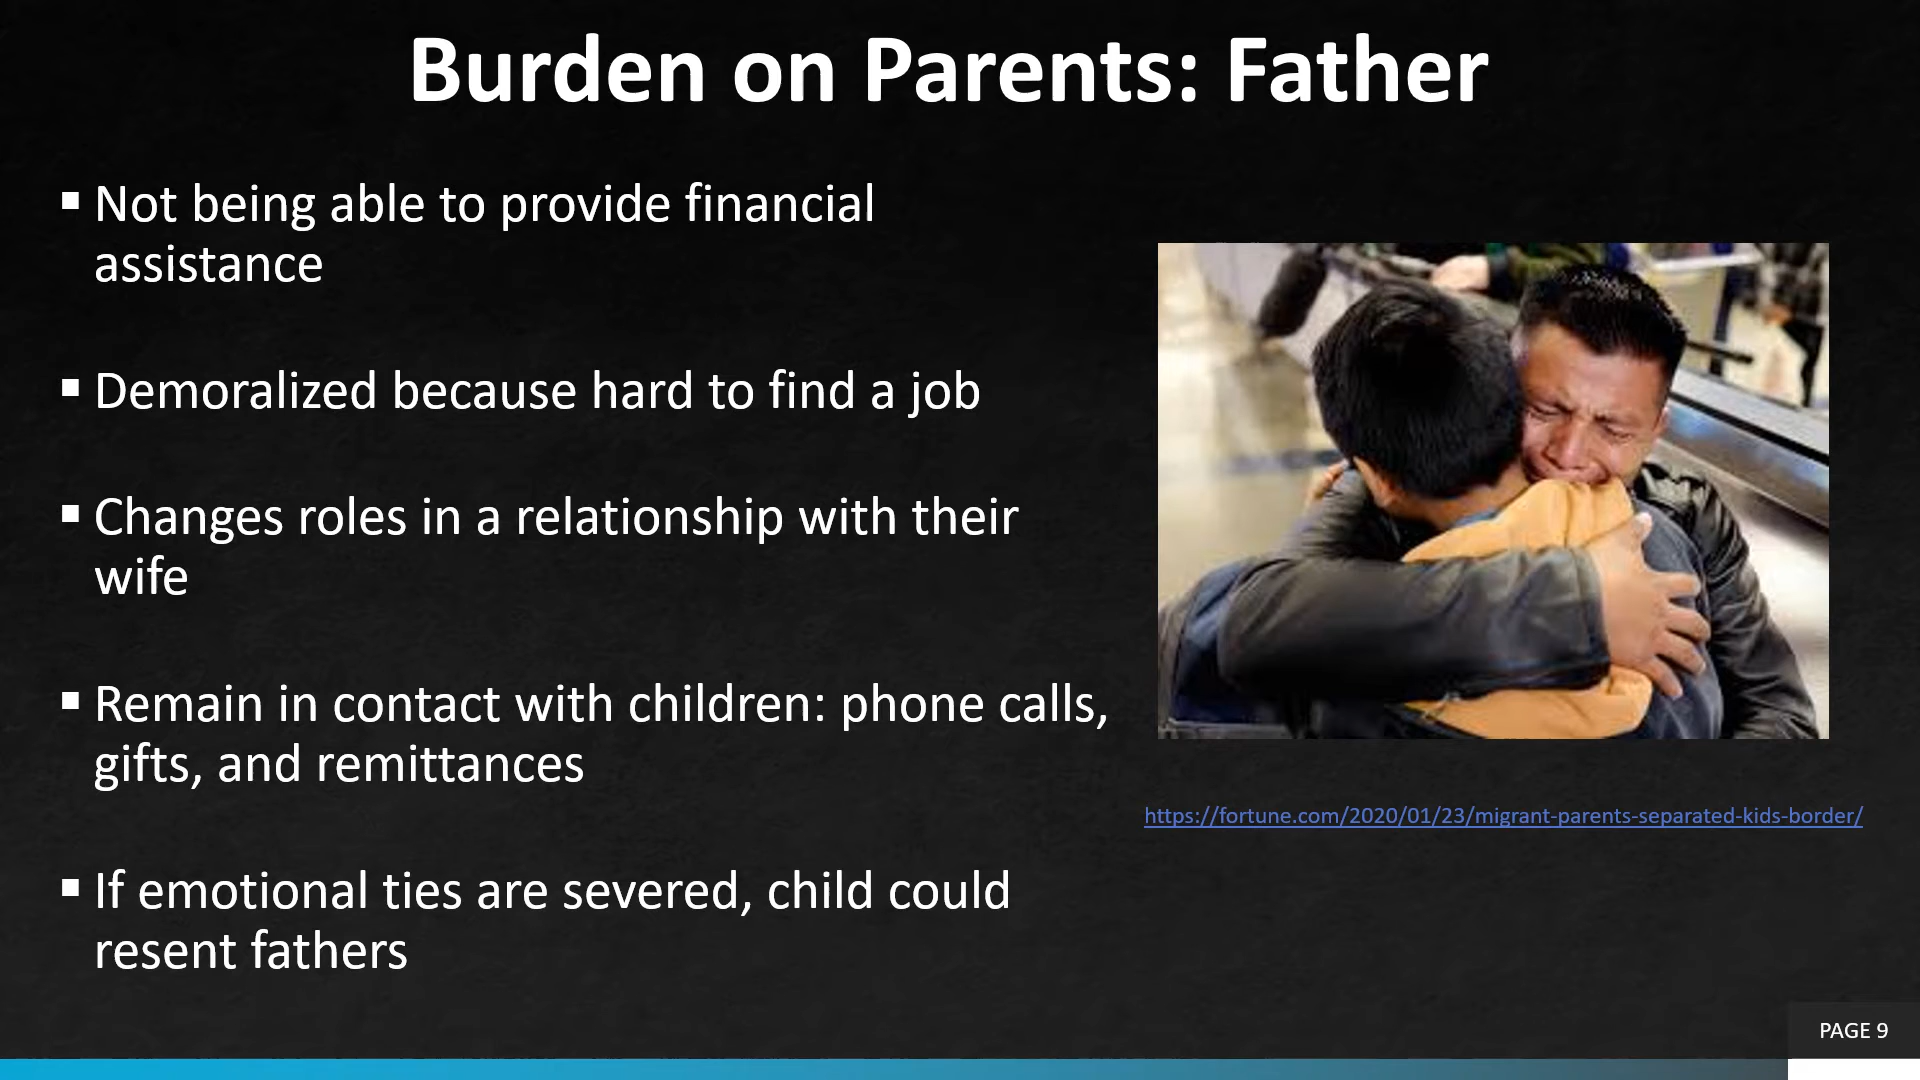 Burden on Parents: Father
▪ Not being able to provide financial
assistance
▪ Demoralized because hard to find a job
▪ Changes roles in a relationship with their
wife
▪ Remain in contact with children: phone calls,
gifts, and remittances
▪ If emotional ties are severed, child could
resent fathers
https://fortune.com/2020/01/23/migrant-parents-separated-kids-border/
PAGE 9